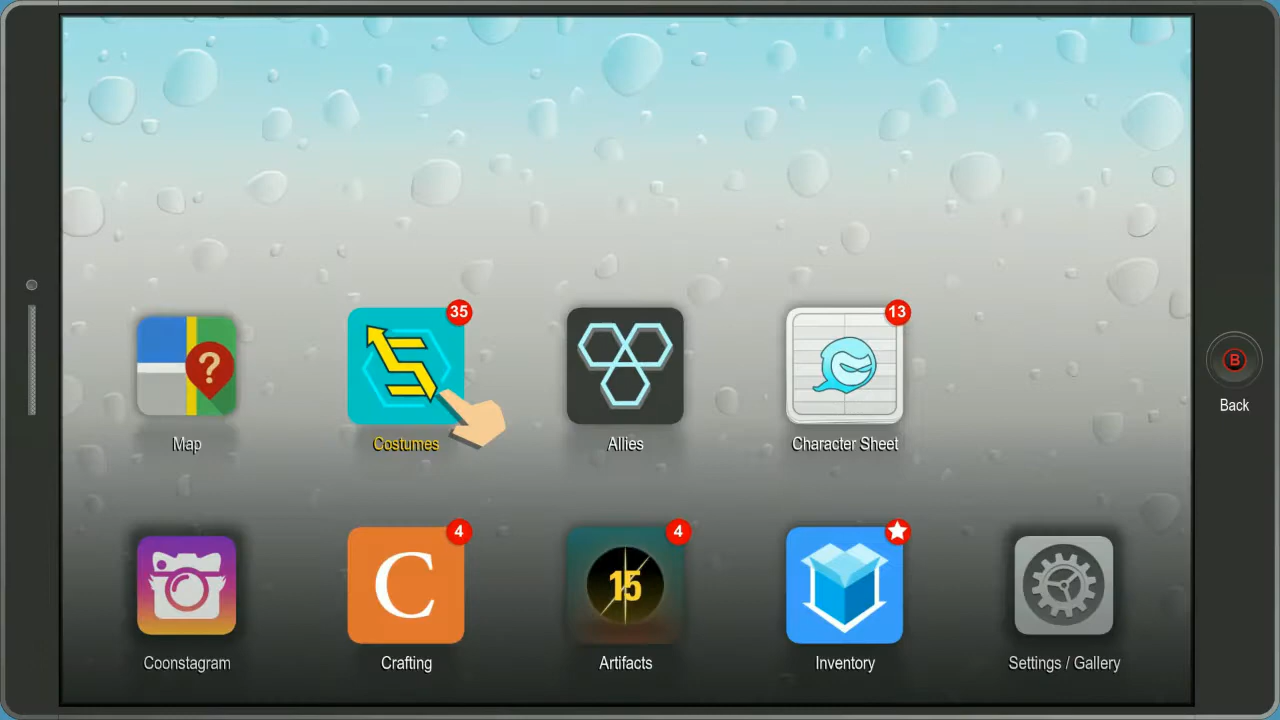 35
13
?
B
Back
Map
Costumes
Allies
Character Sheet
4
4
C
15
Coonstagram
Crafting
Artifacts
Inventory
Settings / Gallery